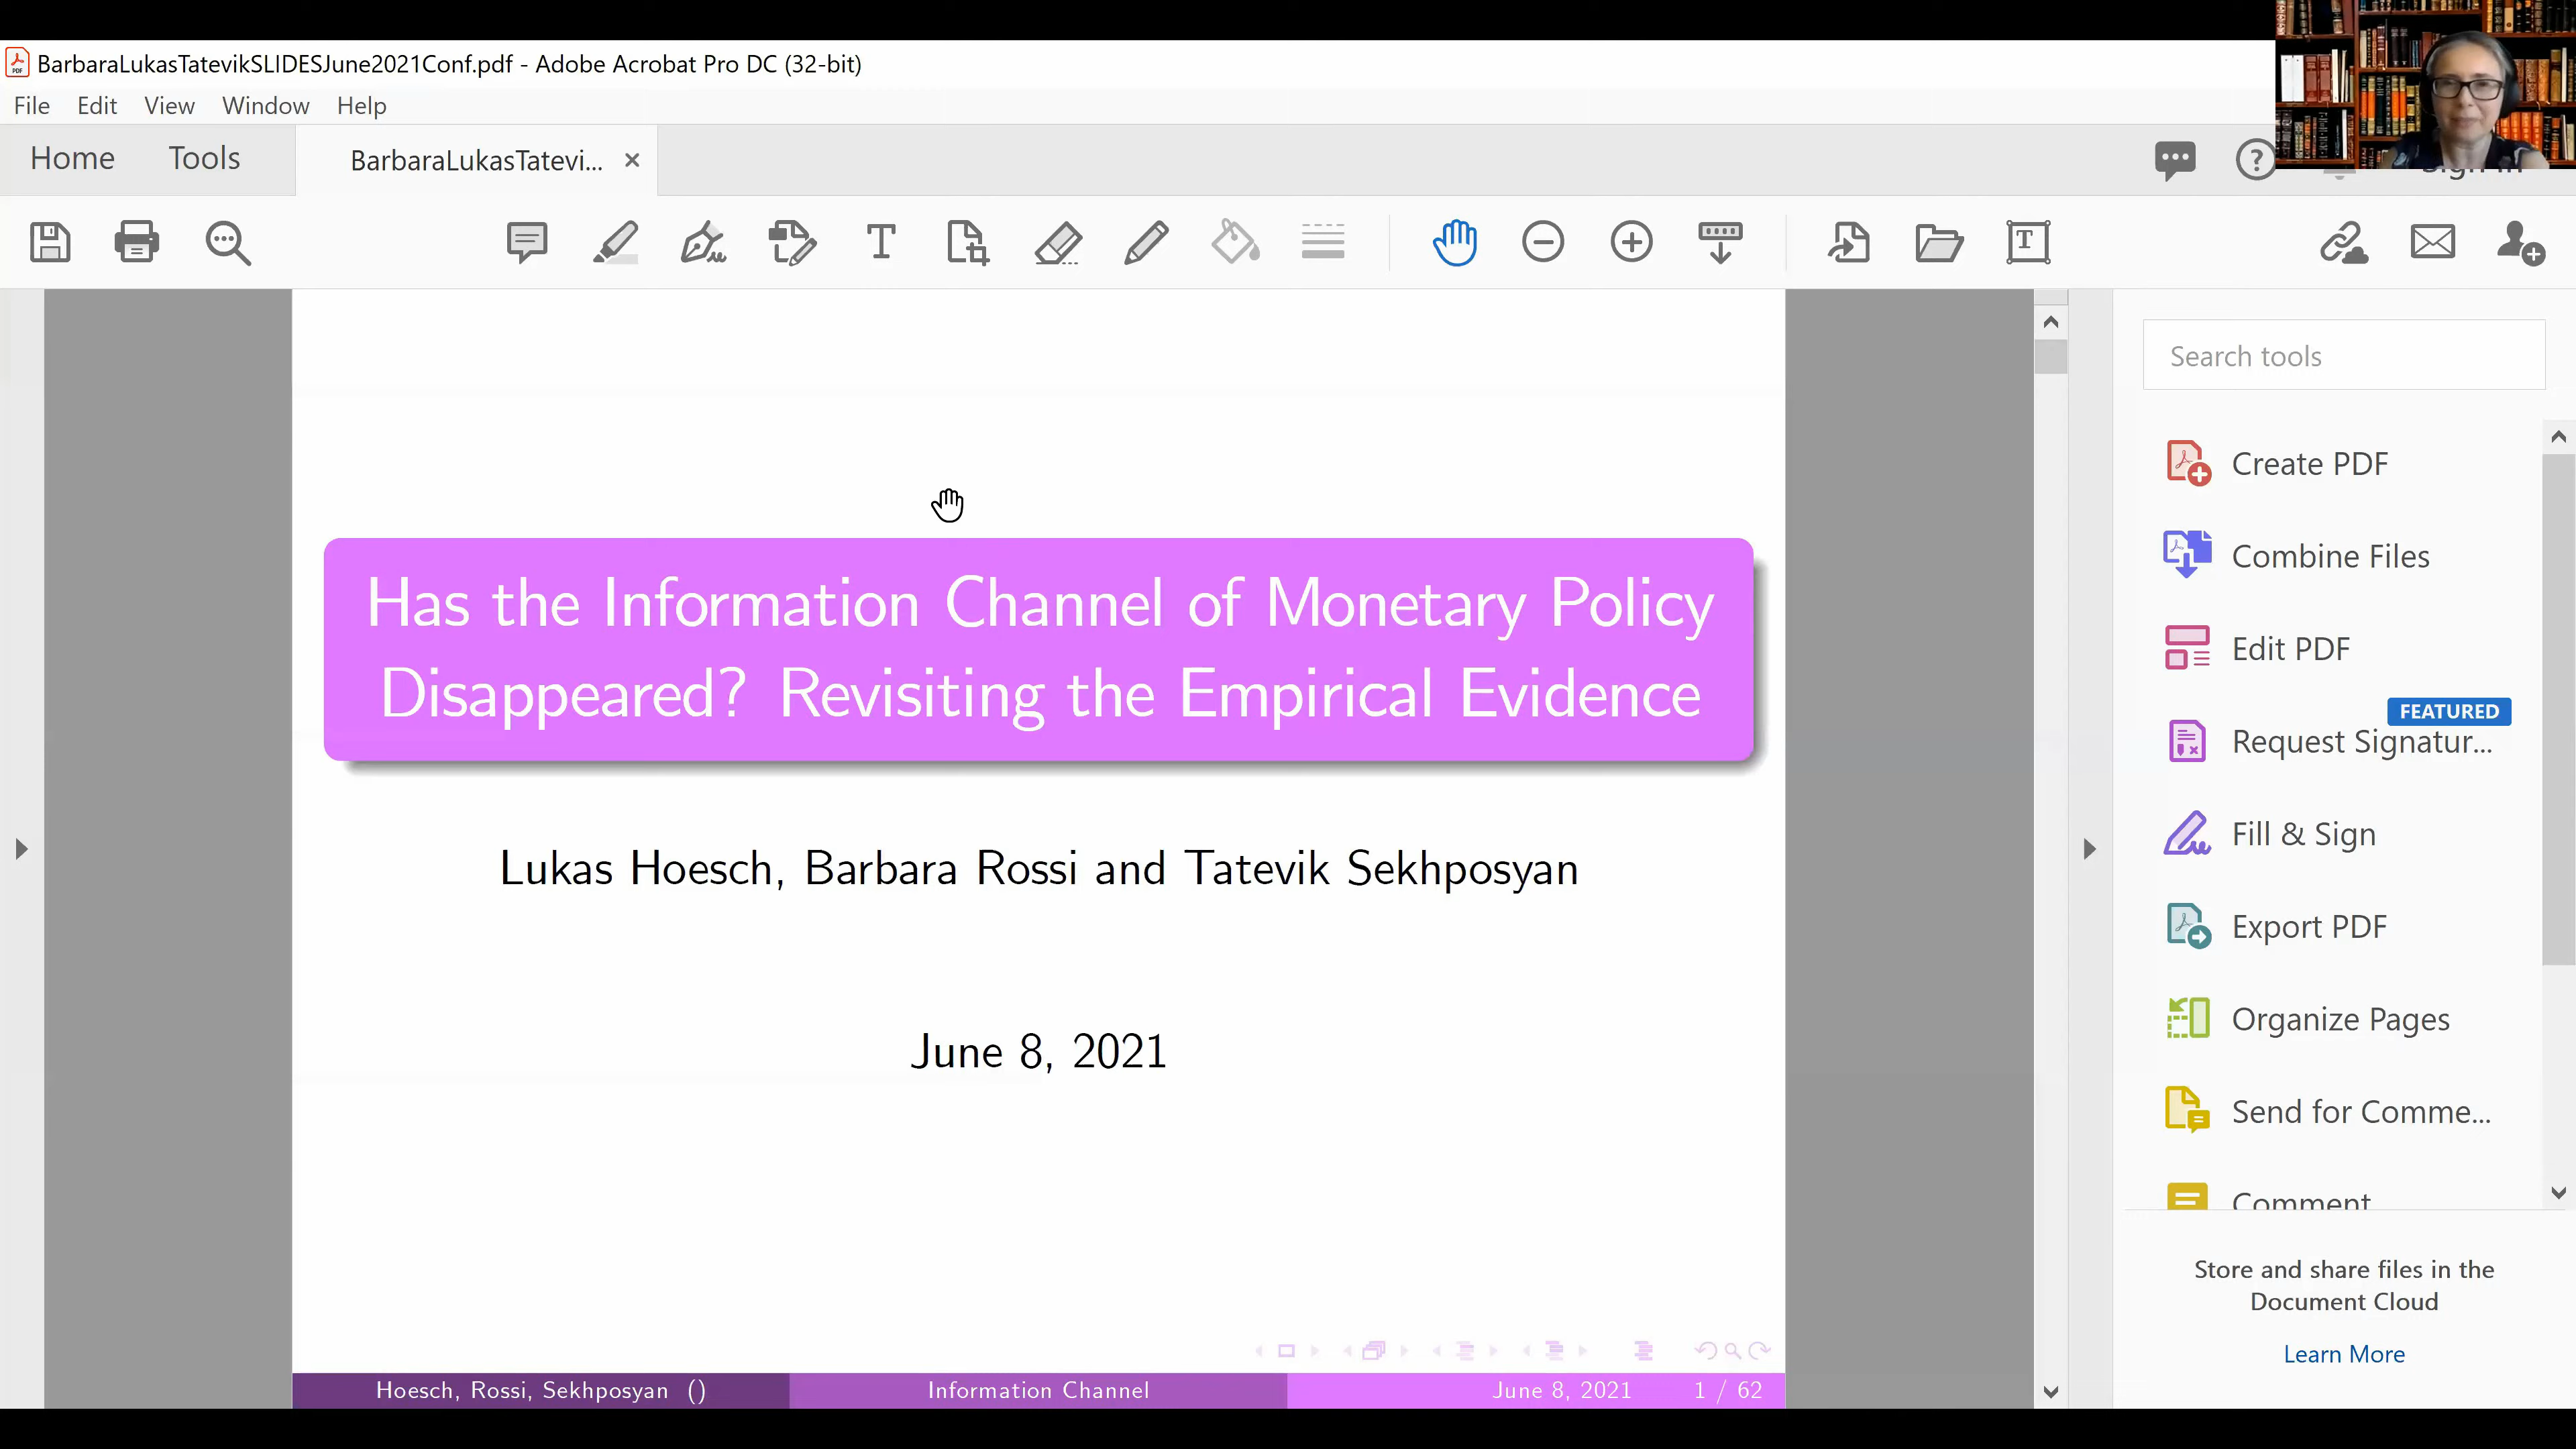 BarbaraLukasTatevikSLIDESJune2021Conf.pdf - Adobe Acrobat Pro DC (32-bit)
File Edit View Window Help
Home Tools BarbaraLukasTatevi... ×
Search tools
Create PDF
Combine Files
Edit PDF
FEATURED
Request Signatur...
Fill & Sign
Export PDF
Organize Pages
Send for Comme...
Comment
Store and share files in the
Document Cloud
Learn More
Has the Information Channel of Monetary Policy
Disappeared? Revisiting the Empirical Evidence
Lukas Hoesch, Barbara Rossi and Tatevik Sekhposyan
June 8, 2021
Hoesch, Rossi, Sekhposyan () Information Channel June 8, 2021 1 / 62